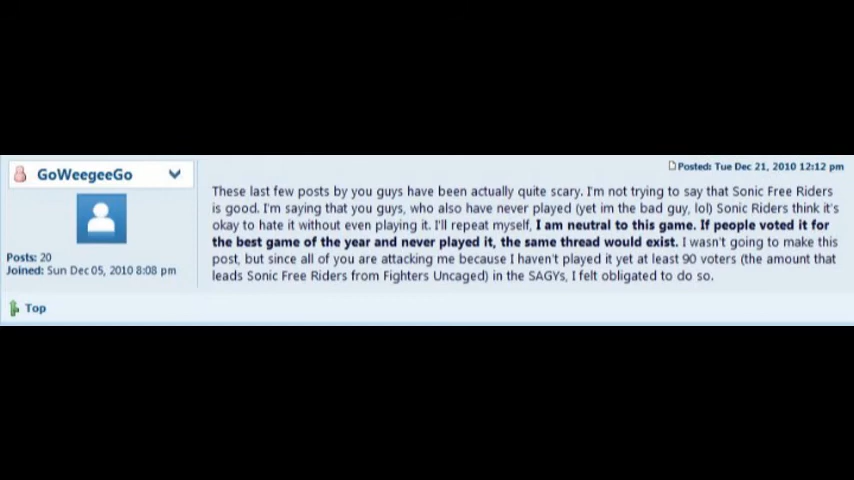 GoWeegeeGo
Posted: Tue Dec 21, 2010 12:12 pm
These last few posts by you guys have been actually quite scary. I'm not trying to say that Sonic Free Riders
is good. I'm saying that you guys, who also have never played (yet im the bad guy, lol) Sonic Riders think it's
okay to hate it without even playing it. I'll repeat myself, I am neutral to this game. If people voted it for
the best game of the year and never played it, the same thread would exist. I wasn't going to make this
post, but since all of you are attacking me because I haven't played it yet at least 90 voters (the amount that
leads Sonic Free Riders from Fighters Uncaged) in the SAGYs, I felt obligated to do so.
Posts: 20
Joined: Sun Dec 05, 2010 8:08 pm
Top